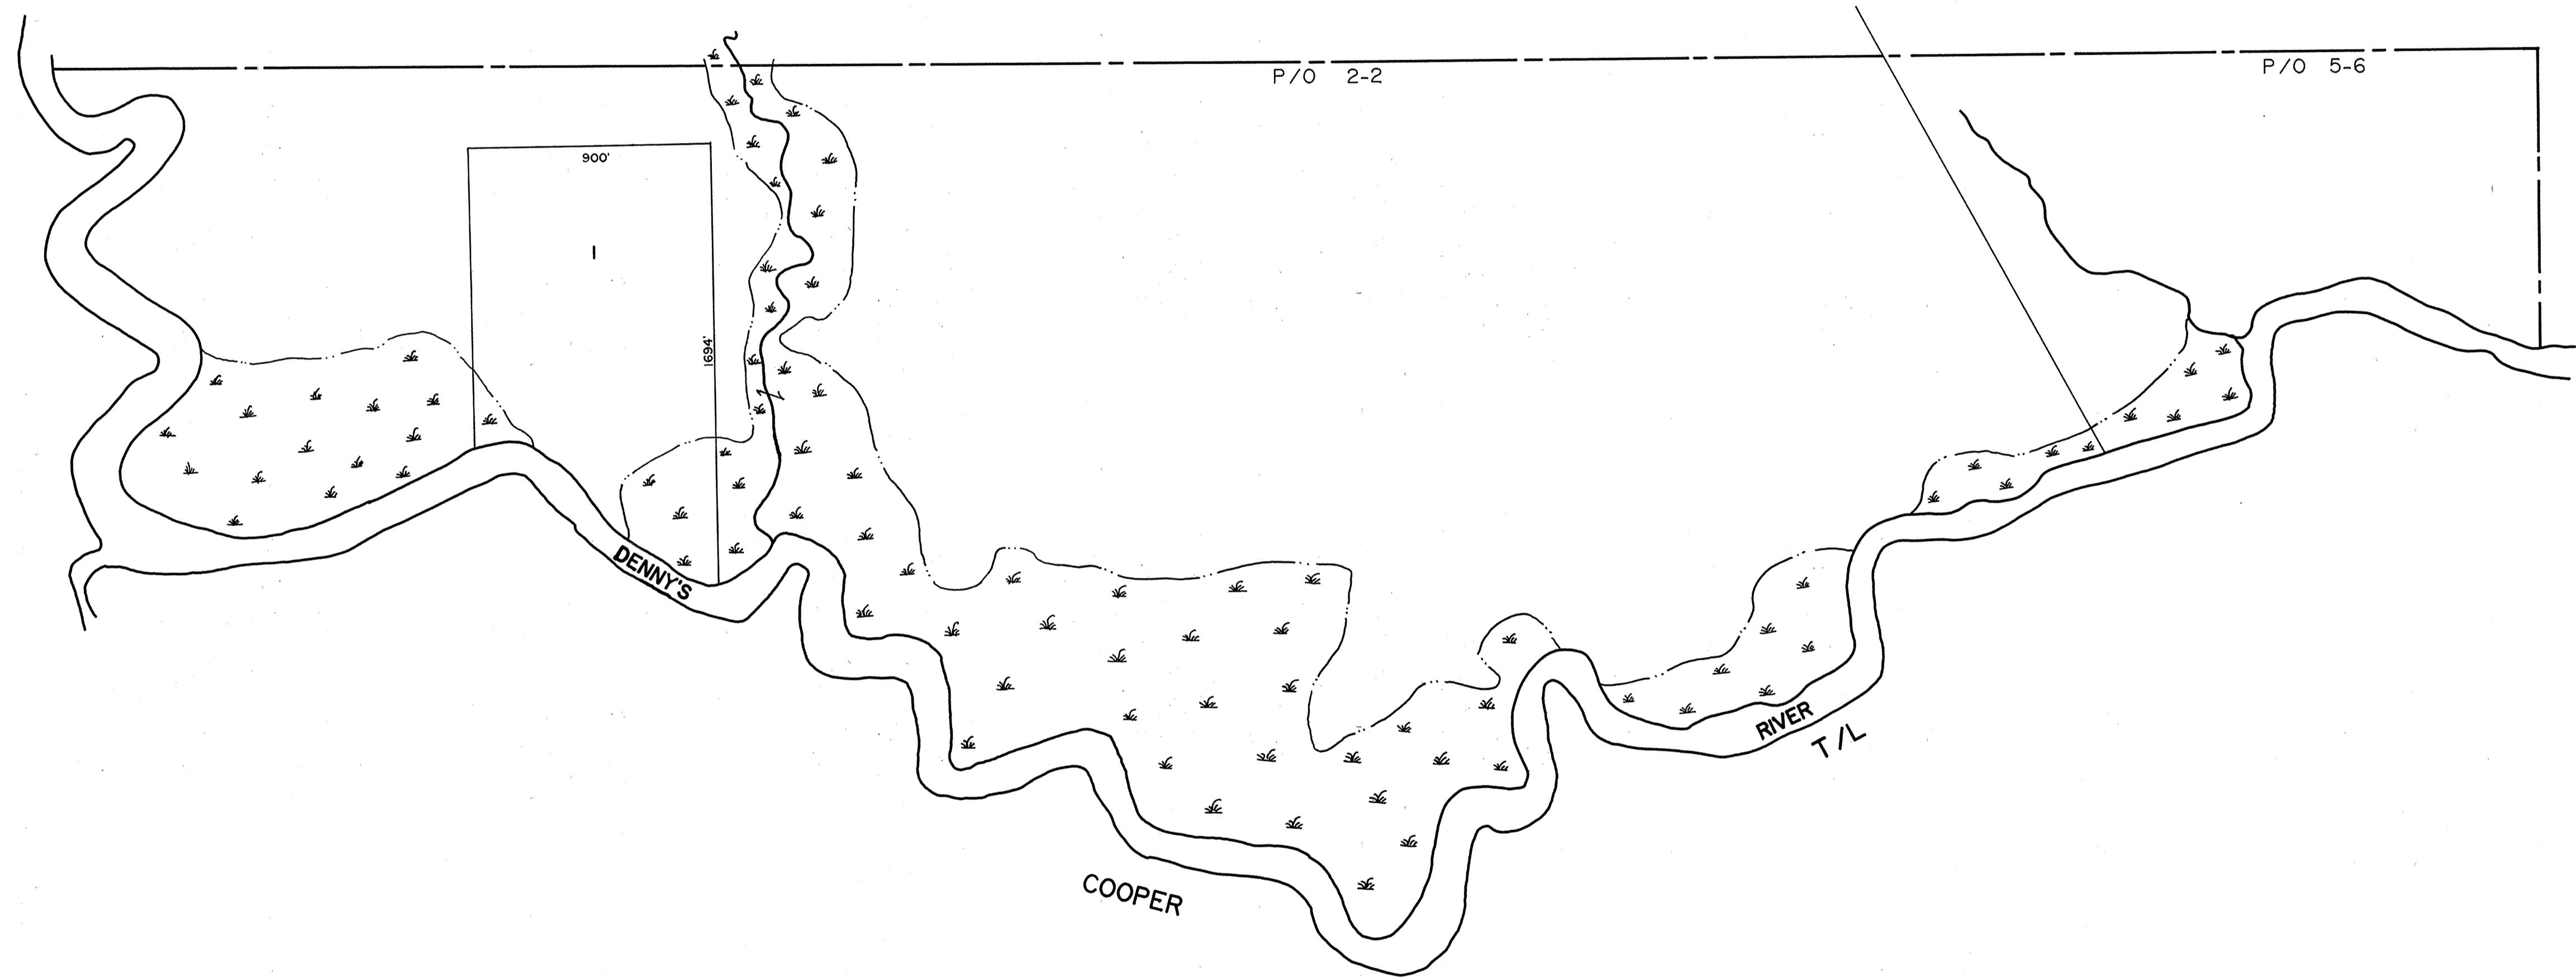 P/O 2-2
P/O 5-6
900'
1
1694'
DENNY'S
RIVER
T/L
COOPER